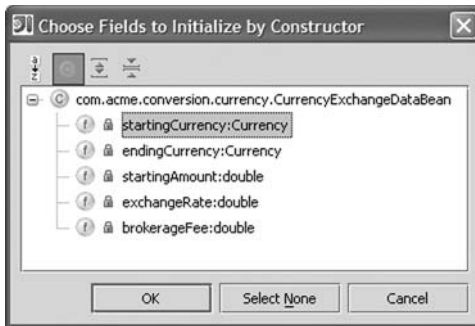 Choose Fields to Initialize by Constructor
a
z
c
C com.acme.conversion.currency.CurrencyExchangeDataBean
f startingCurrency:Currency
f endingCurrency:Currency
f startingAmount:double
f exchangeRate:double
f brokerageFee:double
OK Select None Cancel